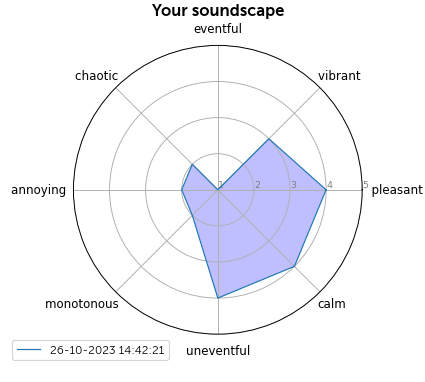 Your soundscape
eventful
chaotic
vibrant
annoying
1 2 3 4 5
pleasant
monotonous
calm
uneventful
26-10-2023 14:42:21